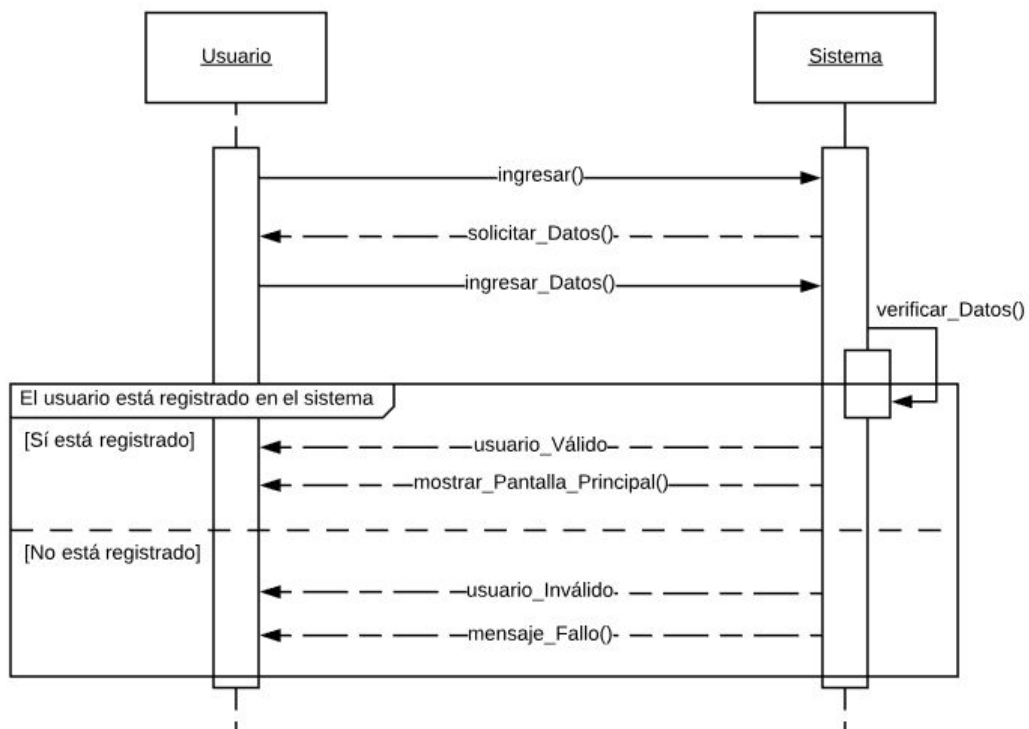 Usuario
Sistema
ingresar()
solicitar_Datos()
ingresar_Datos()
verificar_Datos()
El usuario está registrado en el sistema
[Sí está registrado]
usuario_Válido
mostrar_Pantalla_Principal()
[No está registrado]
usuario_Inválido
mensaje_Fallo()